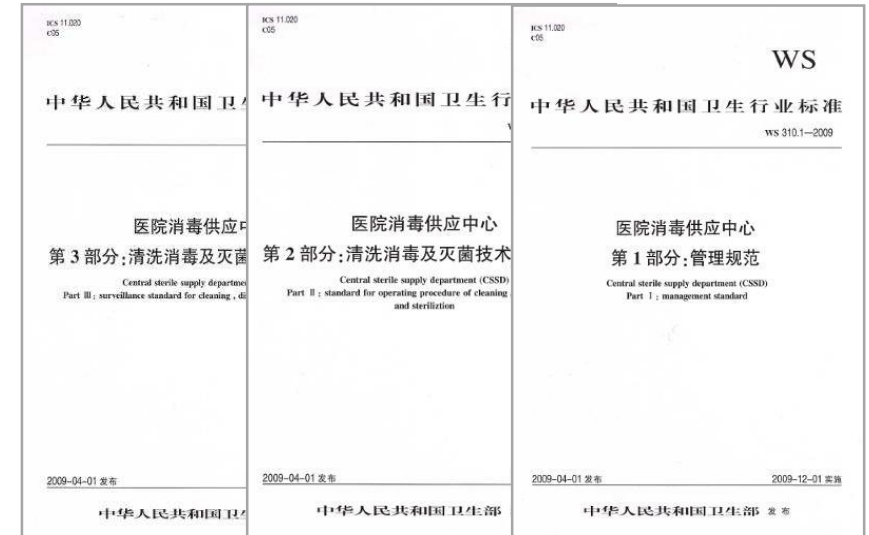 ICS 11.020
C05
中华人民共和国卫生
医院消毒供应中
第 3 部分:清洗消毒及灭菌
Central sterile supply departme
Part Ⅲ: surveillance standard for cleaning , di
2009-04-01 发布
中华人民共和国卫生
ICS 11.020
C05
中华人民共和国卫生行
医院消毒供应中心
第 2 部分:清洗消毒及灭菌技术
Central sterile supply department (CSSD)
Part Ⅱ: standard for operating procedure of cleaning
and steriliztion
2009-04-01 发布
中华人民共和国卫生部
ICS 11.020
C05
WS
中华人民共和国卫生行业标准
WS 310.1—2009
医院消毒供应中心
第 1 部分:管理规范
Central sterile supply department (CSSD)
Part Ⅰ: management standard
2009-04-01 发布
2009-12-01 实施
中华人民共和国卫生部 发布